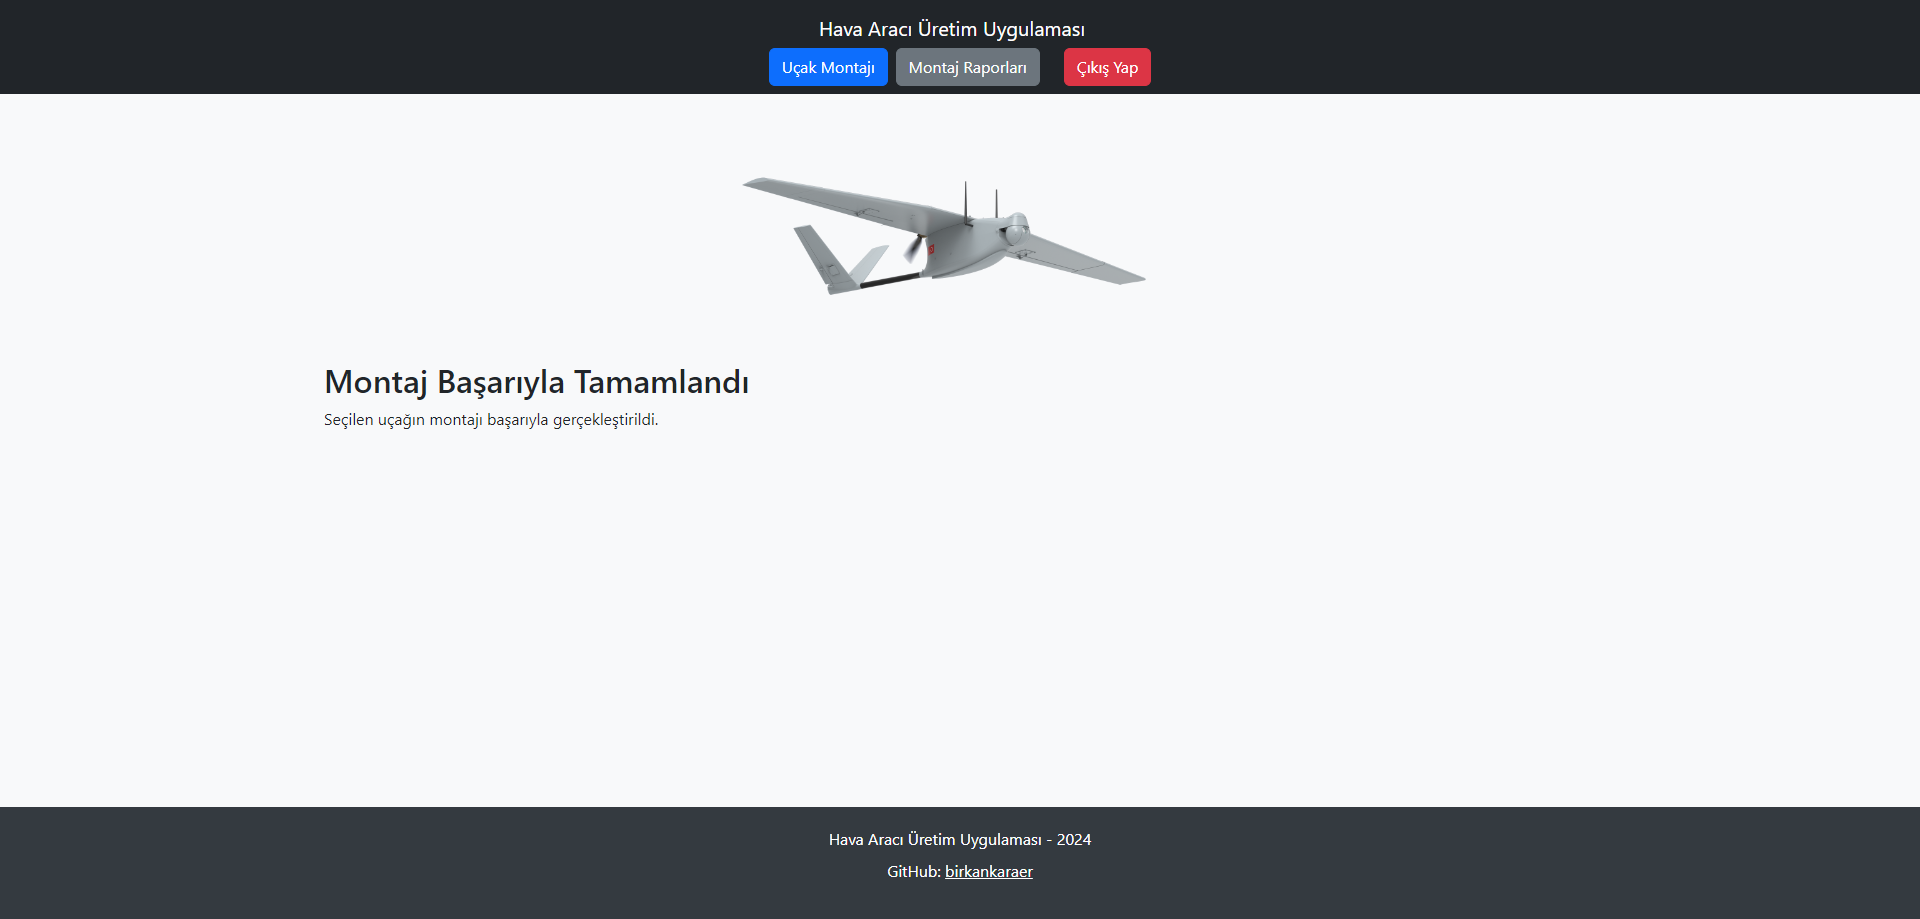 Hava Aracı Üretim Uygulaması
Uçak Montajı Montaj Raporları Çıkış Yap
Montaj Başarıyla Tamamlandı
Seçilen uçağın montajı başarıyla gerçekleştirildi.
Hava Aracı Üretim Uygulaması - 2024
GitHub: birkankaraer